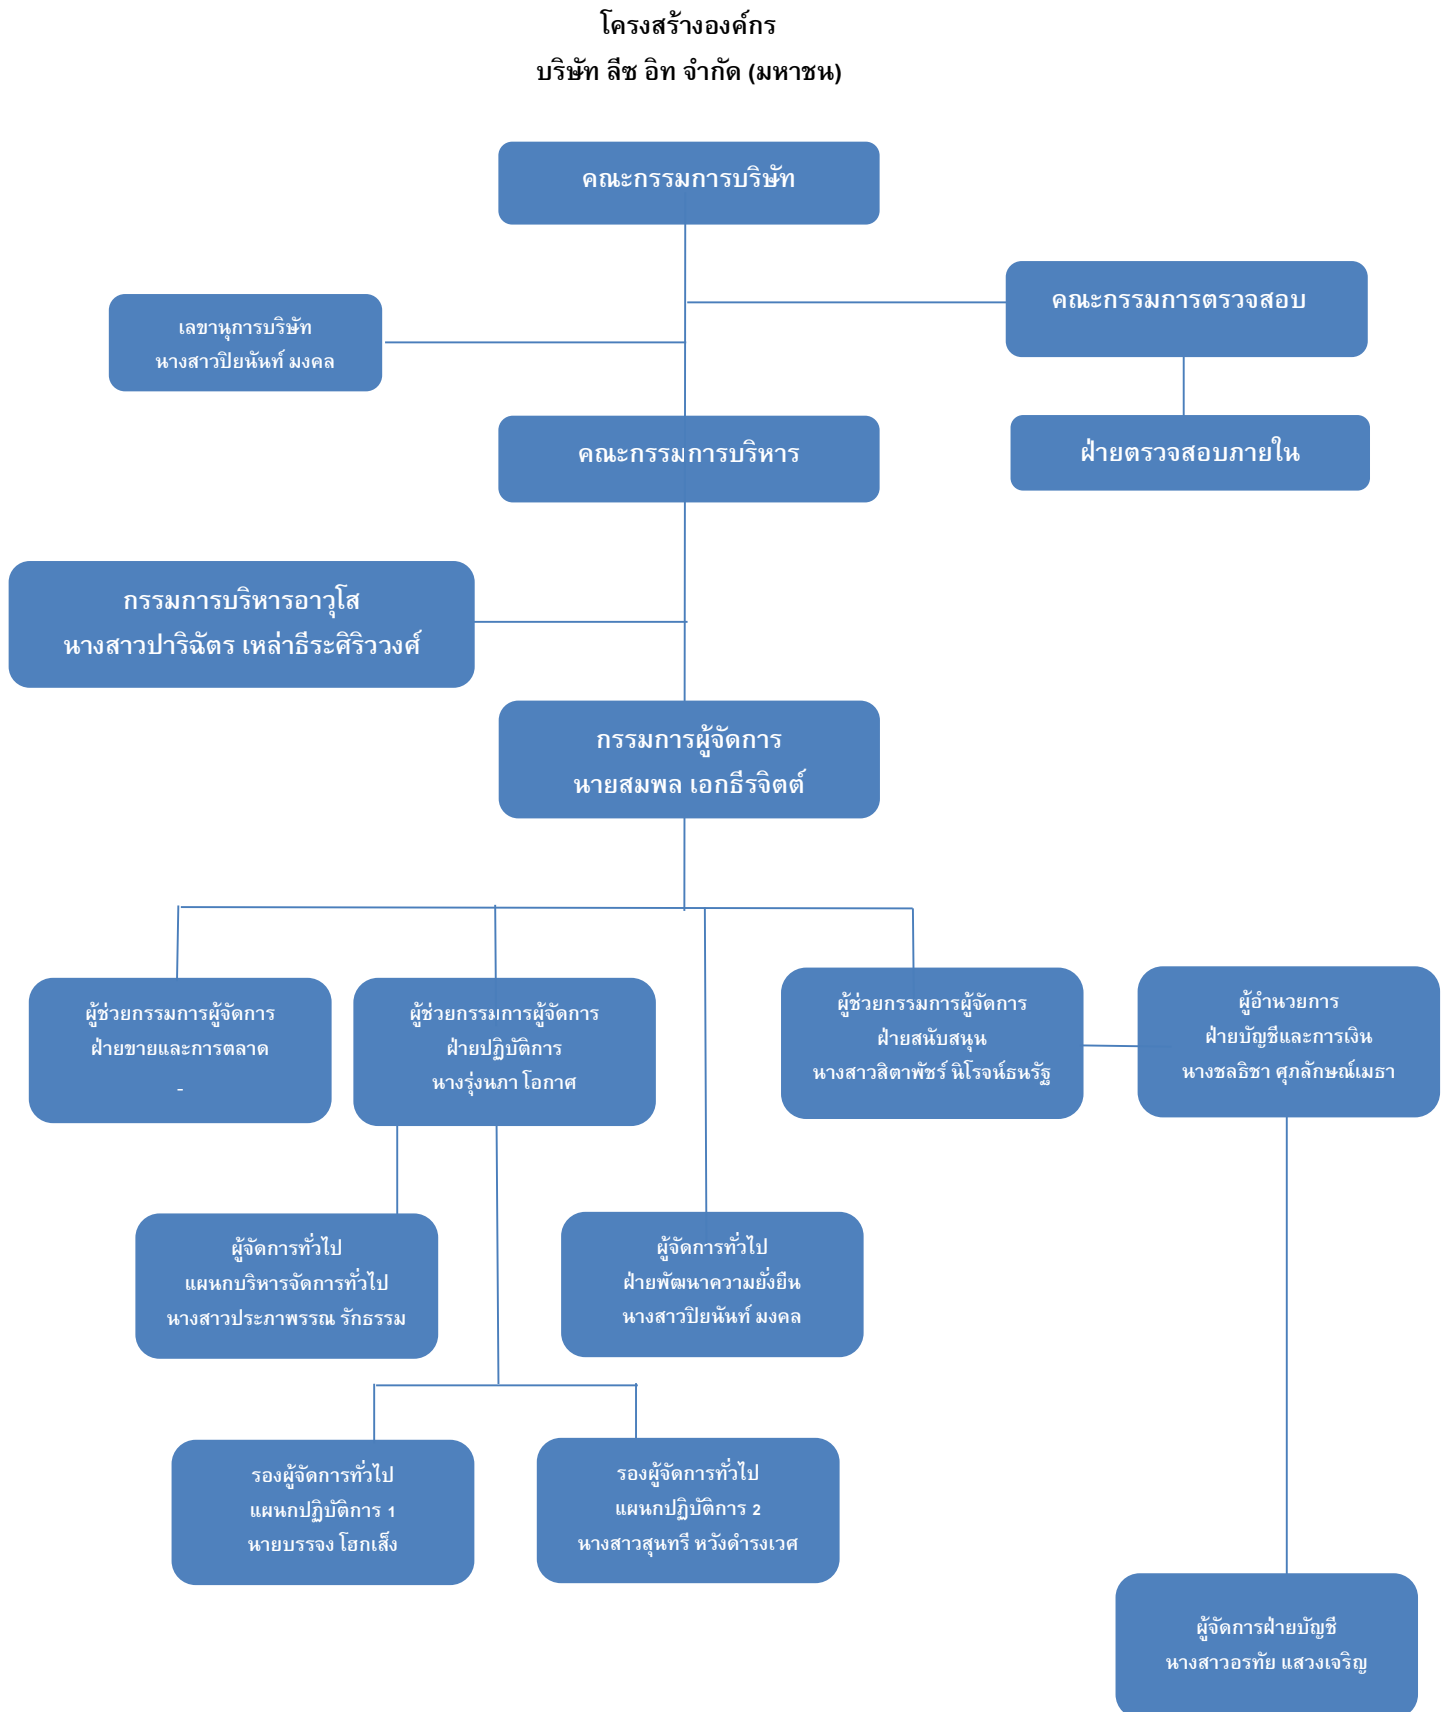 โครงสร้างองค์กร
บริษัท ลีซ อิท จำกัด (มหาชน)
คณะกรรมการบริษัท
คณะกรรมการตรวจสอบ
เลขานุการบริษัท
นางสาวปิยนันท์ มงคล
คณะกรรมการบริหาร
ฝ่ายตรวจสอบภายใน
กรรมการบริหารอาวุโส
นางสาวปาริฉัตร เหล่าธีระศิริววงศ์
กรรมการผู้จัดการ
นายสมพล เอกธีรจิตต์
ผู้ช่วยกรรมการผู้จัดการ
ฝ่ายขายและการตลาด
-
ผู้ช่วยกรรมการผู้จัดการ
ฝ่ายปฏิบัติการ
นางรุ่งนภา โอกาศ
ผู้ช่วยกรรมการผู้จัดการ
ฝ่ายสนับสนุน
นางสาวสิตาพัชร์ นิโรจน์ธนรัฐ
ผู้อำนวยการ
ฝ่ายบัญชีและการเงิน
นางชลธิชา ศุภลักษณ์เมธา
ผู้จัดการทั่วไป
แผนกบริหารจัดการทั่วไป
นางสาวประภาพรรณ รักธรรม
ผู้จัดการทั่วไป
ฝ่ายพัฒนาความยั่งยืน
นางสาวปิยนันท์ มงคล
รองผู้จัดการทั่วไป
แผนกปฏิบัติการ 1
นายบรรจง โฮกเส็ง
รองผู้จัดการทั่วไป
แผนกปฏิบัติการ 2
นางสาวสุนทรี หวังดำรงเวศ
ผู้จัดการฝ่ายบัญชี
นางสาวอรทัย แสวงเจริญ